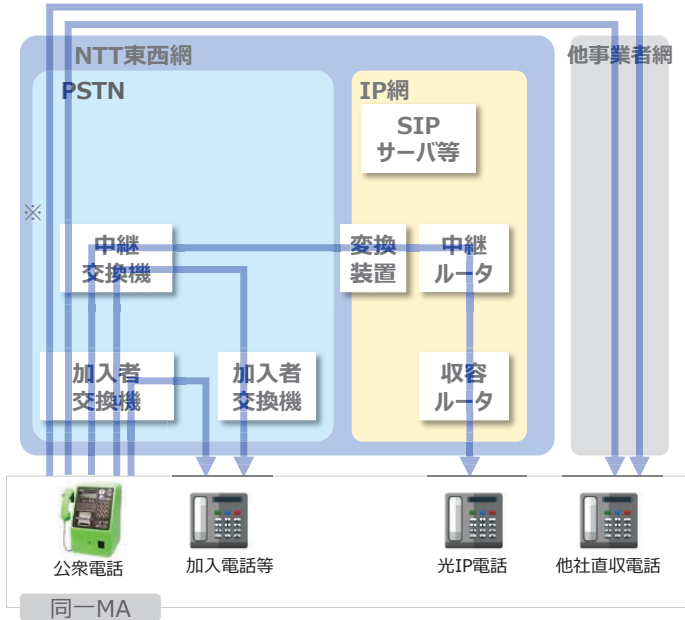 NTT東西網
他事業者網
PSTN
IP網
SIP
サーバ等
※
中継
交換機
変換
装置
中継
ルータ
加入者
交換機
加入者
交換機
収容
ルータ
公衆電話
加入電話等
光IP電話
他社直収電話
同一MA